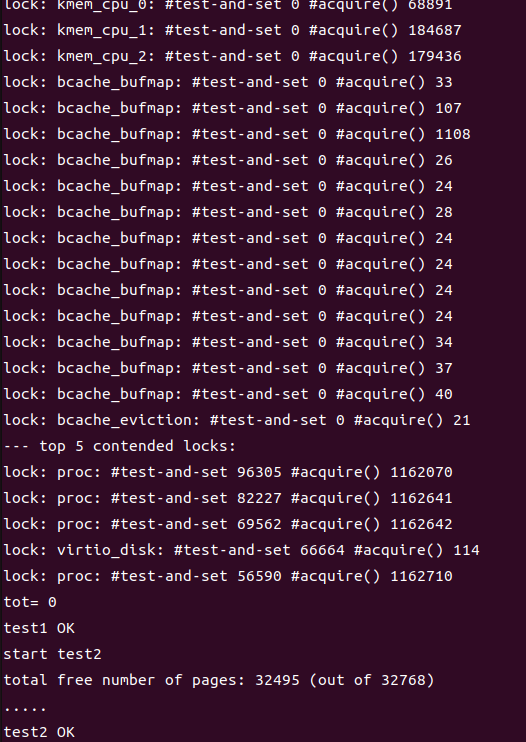 lock: kmem_cpu_0: #test-and-set 0 #acquire() 68891
lock: kmem_cpu_1: #test-and-set 0 #acquire() 184687
lock: kmem_cpu_2: #test-and-set 0 #acquire() 179436
lock: bcache_bufmap: #test-and-set 0 #acquire() 33
lock: bcache_bufmap: #test-and-set 0 #acquire() 107
lock: bcache_bufmap: #test-and-set 0 #acquire() 1108
lock: bcache_bufmap: #test-and-set 0 #acquire() 26
lock: bcache_bufmap: #test-and-set 0 #acquire() 24
lock: bcache_bufmap: #test-and-set 0 #acquire() 28
lock: bcache_bufmap: #test-and-set 0 #acquire() 24
lock: bcache_bufmap: #test-and-set 0 #acquire() 24
lock: bcache_bufmap: #test-and-set 0 #acquire() 24
lock: bcache_bufmap: #test-and-set 0 #acquire() 24
lock: bcache_bufmap: #test-and-set 0 #acquire() 34
lock: bcache_bufmap: #test-and-set 0 #acquire() 37
lock: bcache_bufmap: #test-and-set 0 #acquire() 40
lock: bcache_eviction: #test-and-set 0 #acquire() 21
--- top 5 contended locks:
lock: proc: #test-and-set 96305 #acquire() 1162070
lock: proc: #test-and-set 82227 #acquire() 1162641
lock: proc: #test-and-set 69562 #acquire() 1162642
lock: virtio_disk: #test-and-set 66664 #acquire() 114
lock: proc: #test-and-set 56590 #acquire() 1162710
tot= 0
test1 OK
start test2
total free number of pages: 32495 (out of 32768)
.....
test2 OK